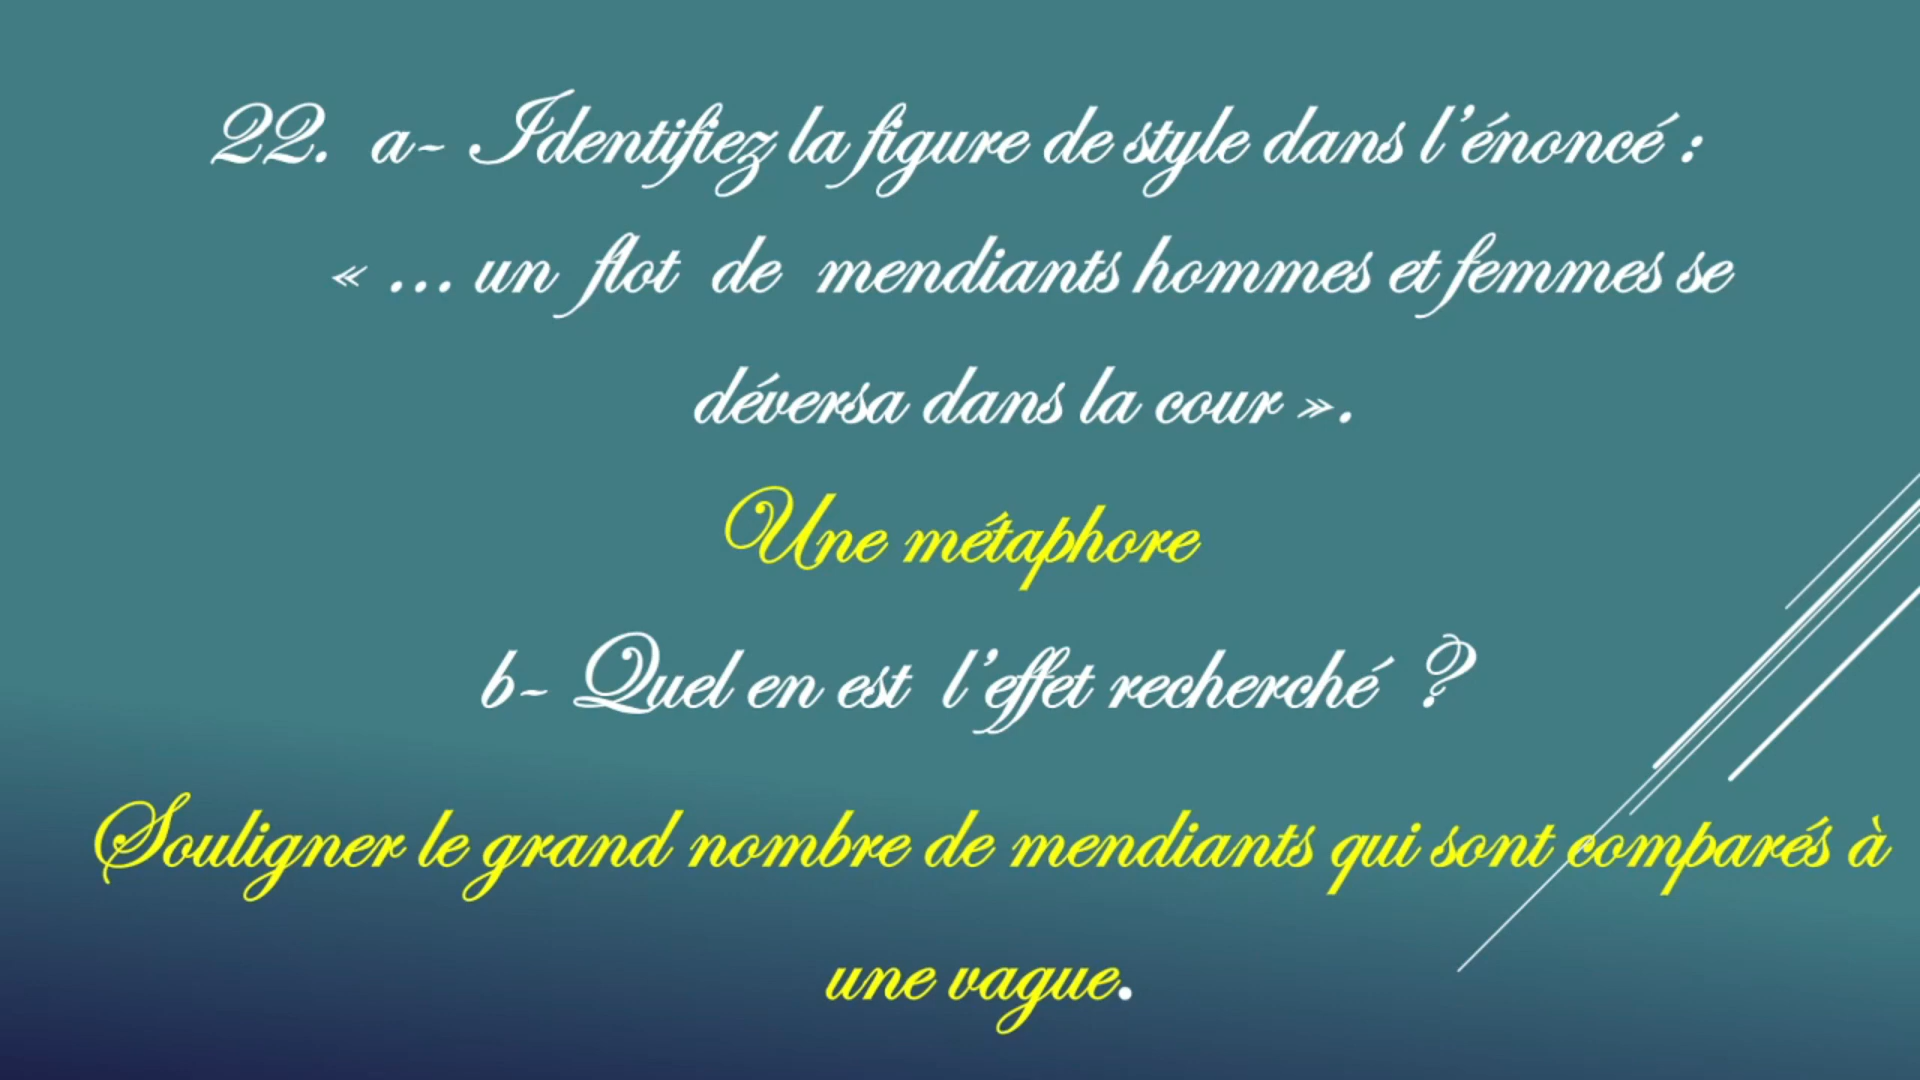 22. a- Identifiez la figure de style dans l’énoncé :
« ... un flot de mendiants hommes et femmes se
déversa dans la cour ».
Une métaphore
b- Quel en est l’effet recherché ?
Souligner le grand nombre de mendiants qui sont comparés à
une vague.